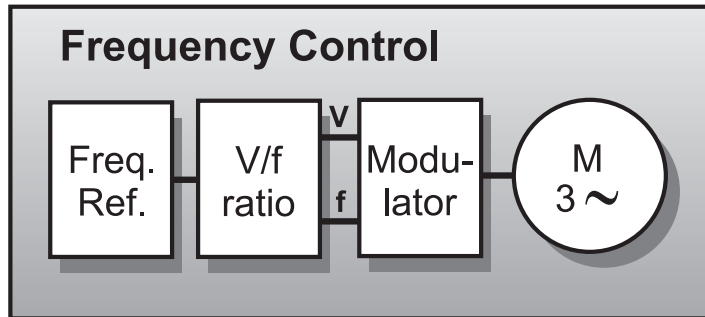 Frequency Control
Freq.
Ref.
V/f
ratio
V
f
Modu-
lator
M
3~